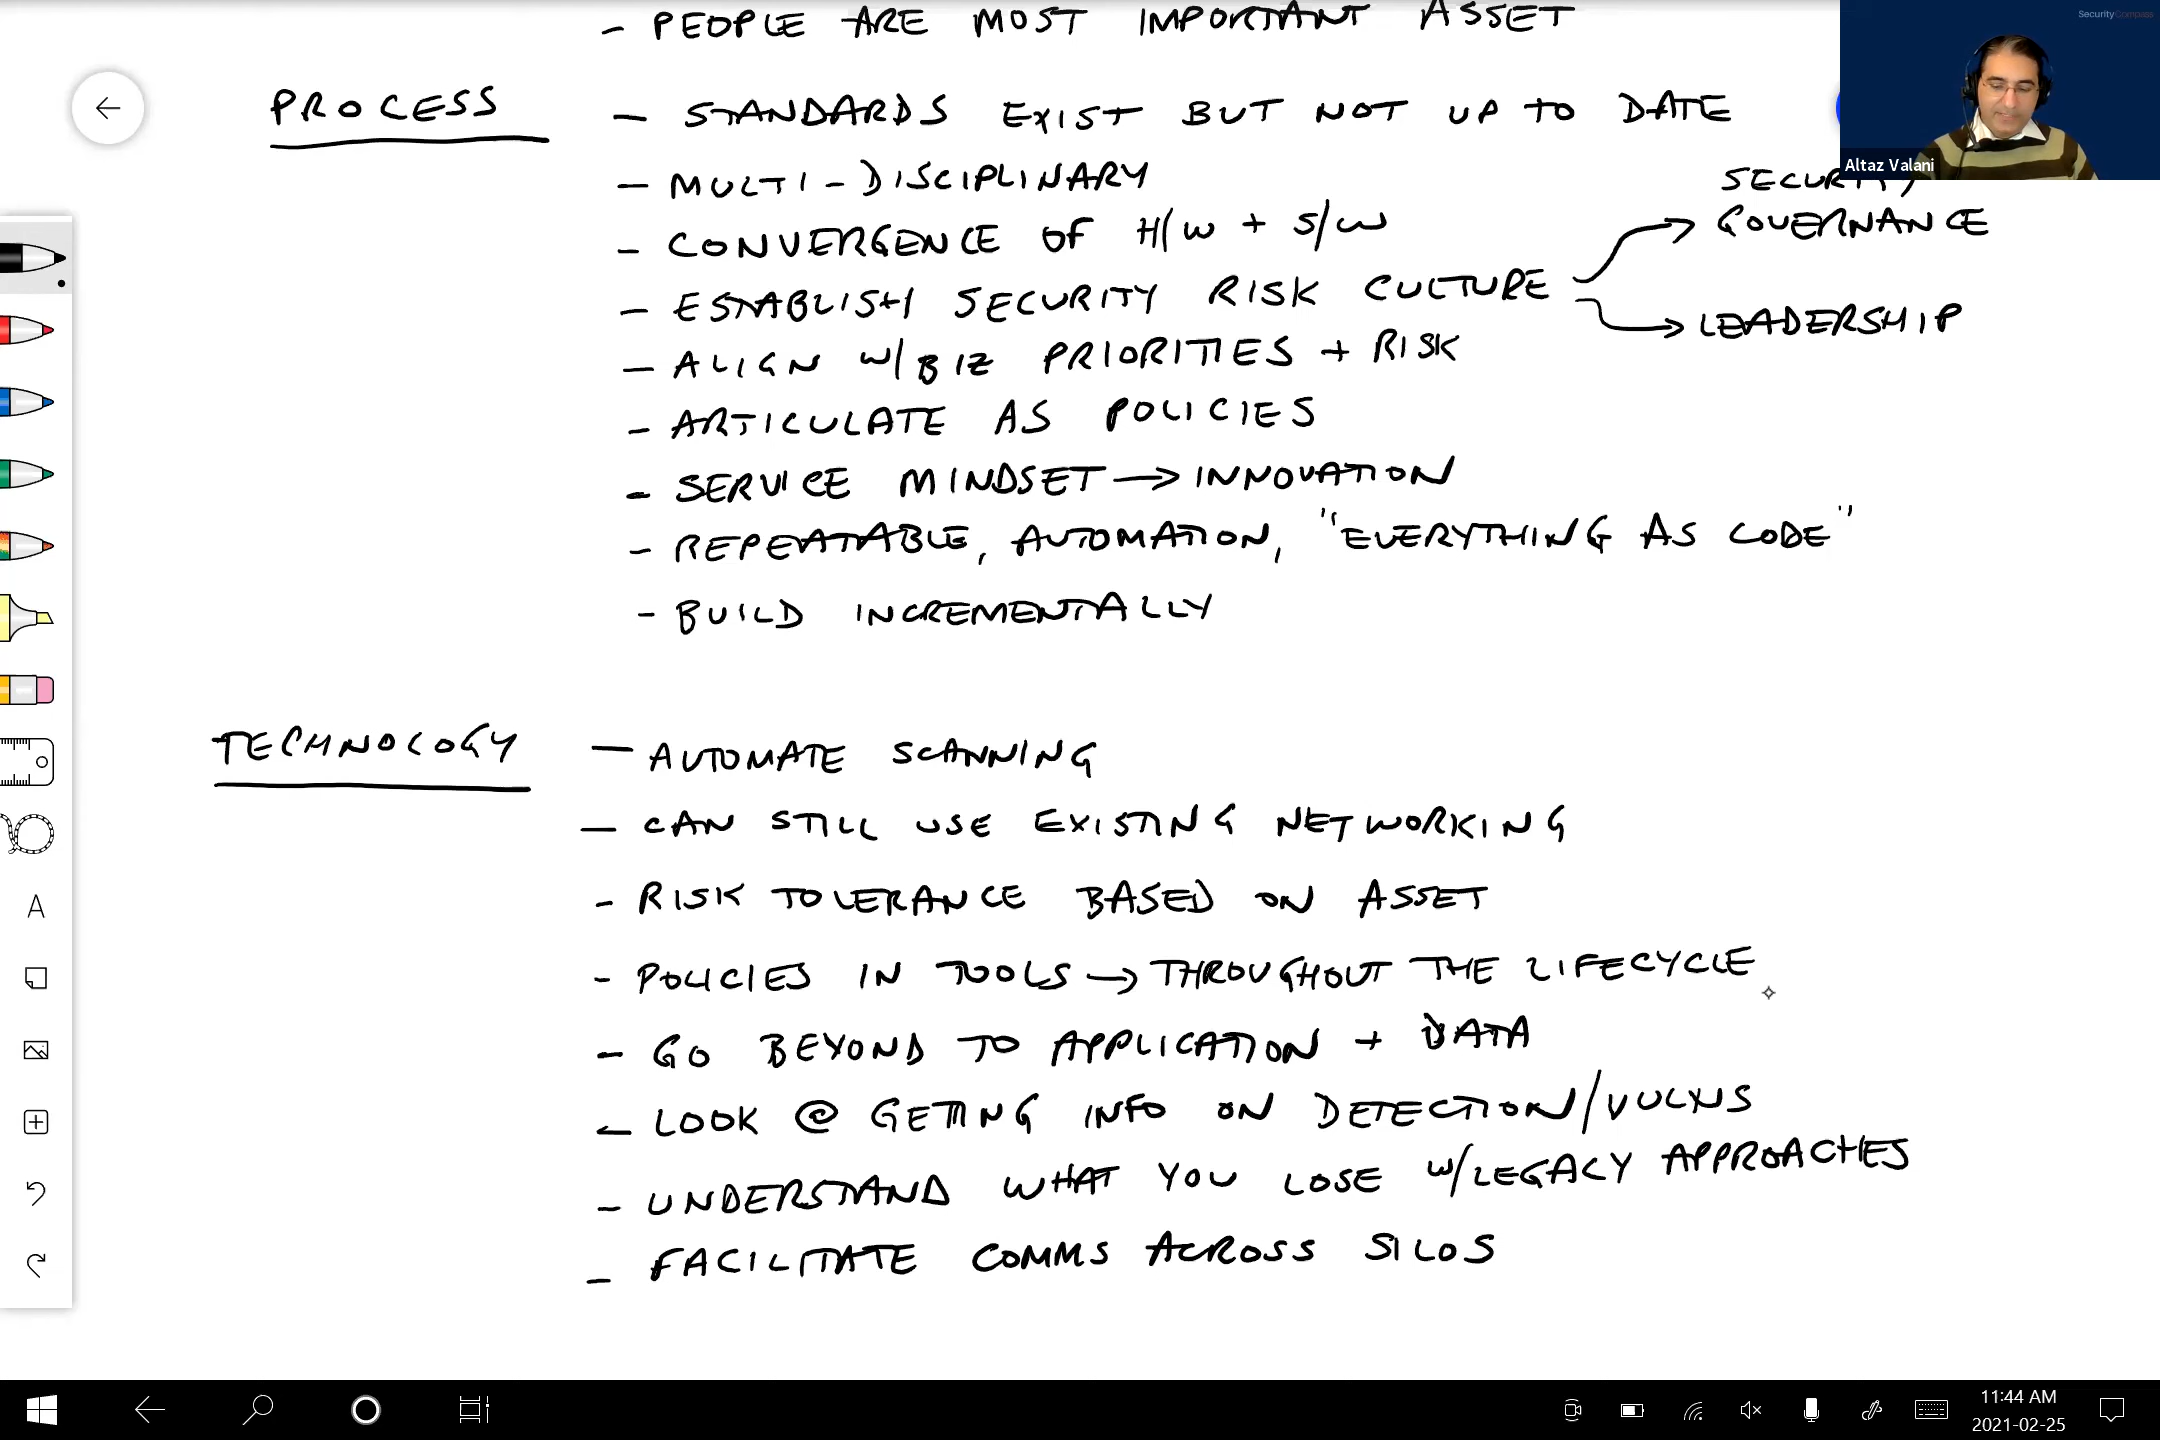 SecurityCompass
- PEOPLE ARE MOST IMPORTANT ASSET
PROCESS
- STANDARDS EXIST BUT NOT UP TO DATE
Altaz Valani
- MULTI-DISCIPLINARY
SECURITY
GOVERNANCE
- CONVERGENCE OF H/W + S/W
- ESTABLISH SECURITY RISK CULTURE
→ LEADERSHIP
- ALIGN W/BIZ PRIORITIES + RISK
- ARTICULATE AS POLICIES
- SERVICE MINDSET → INNOVATION
- REPEATABLE, AUTOMATION, "EVERYTHING AS CODE"
- BUILD INCREMENTALLY
TECHNOLOGY
- AUTOMATE SCANNING
- CAN STILL USE EXISTING NETWORKING
- RISK TOLERANCE BASED ON ASSET
- POLICIES IN TOOLS → THROUGHOUT THE LIFECYCLE
- GO BEYOND TO APPLICATION + DATA
- LOOK @ GETTING INFO ON DETECTION/VULNS
- UNDERSTAND WHAT YOU LOSE W/LEGACY APPROACHES
- FACILITATE COMMS ACROSS SILOS
A
11:44 AM
2021-02-25